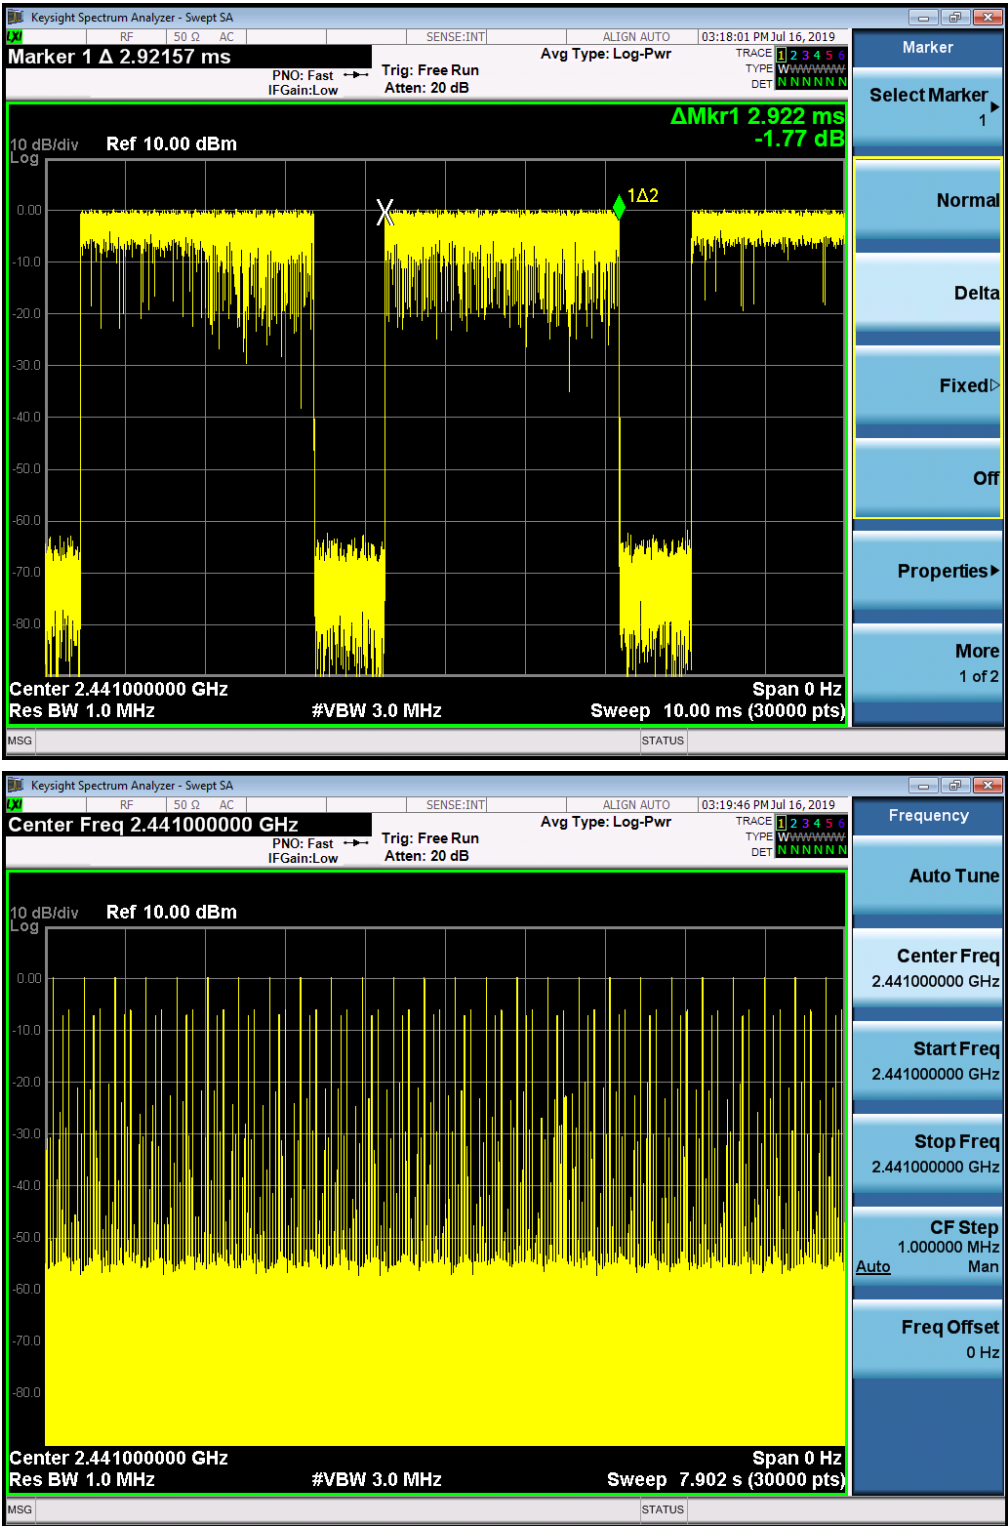 Keysight Spectrum Analyzer - Swept SA
LXI RF 50 Ω AC SENSE:INT ALIGN AUTO 03:18:01 PM Jul 16, 2019
Marker 1 Δ 2.92157 ms
PNO: Fast
IFGain:Low
Trig: Free Run
Atten: 20 dB
Avg Type: Log-Pwr
TRACE 1 2 3 4 5 6
TYPE WWWWWW
DET N N N N N N
ΔMkr1 2.922 ms
-1.77 dB
10 dB/div Ref 10.00 dBm
Log
0.00
-10.0
-20.0
-30.0
-40.0
-50.0
-60.0
-70.0
-80.0
1Δ2
Center 2.441000000 GHz Span 0 Hz
Res BW 1.0 MHz #VBW 3.0 MHz Sweep 10.00 ms (30000 pts)
MSG STATUS
Marker
Select Marker
1
Normal
Delta
Fixed
Off
Properties
More
1 of 2
Keysight Spectrum Analyzer - Swept SA
LXI RF 50 Ω AC SENSE:INT ALIGN AUTO 03:19:46 PM Jul 16, 2019
Center Freq 2.441000000 GHz
PNO: Fast
IFGain:Low
Trig: Free Run
Atten: 20 dB
Avg Type: Log-Pwr
TRACE 1 2 3 4 5 6
TYPE WWWWWW
DET N N N N N N
10 dB/div Ref 10.00 dBm
Log
0.00
-10.0
-20.0
-30.0
-40.0
-50.0
-60.0
-70.0
-80.0
Center 2.441000000 GHz Span 0 Hz
Res BW 1.0 MHz #VBW 3.0 MHz Sweep 7.902 s (30000 pts)
MSG STATUS
Frequency
Auto Tune
Center Freq
2.441000000 GHz
Start Freq
2.441000000 GHz
Stop Freq
2.441000000 GHz
CF Step
1.000000 MHz
Auto Man
Freq Offset
0 Hz